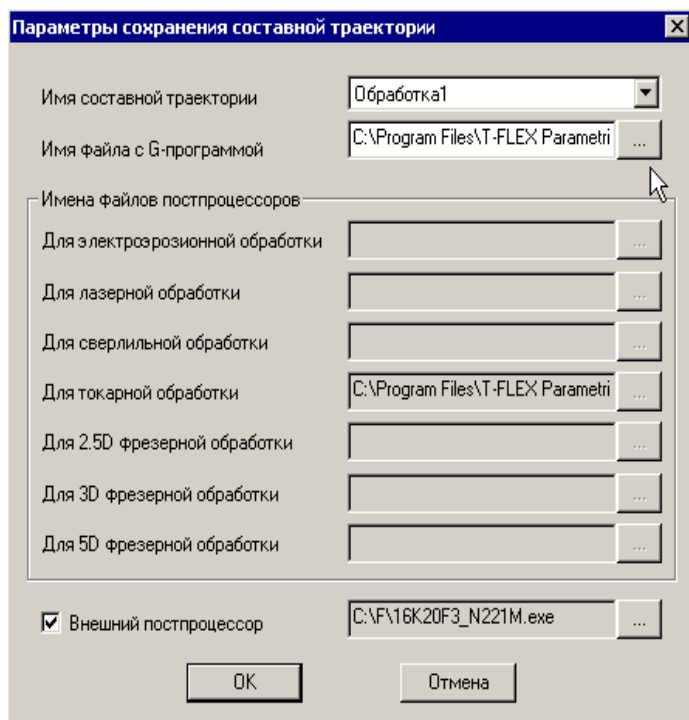 Параметры сохранения составной траектории
Имя составной траектории Обработка1
Имя файла с G-программой C:\Program Files\T-FLEX Parametri ...
Имена файлов постпроцессоров
Для электроэрозионной обработки ...
Для лазерной обработки ...
Для сверлильной обработки ...
Для токарной обработки C:\Program Files\T-FLEX Parametri ...
Для 2.5D фрезерной обработки ...
Для 3D фрезерной обработки ...
Для 5D фрезерной обработки ...
Внешний постпроцессор C:\F\16K20F3_N221M.exe ...
OK Отмена